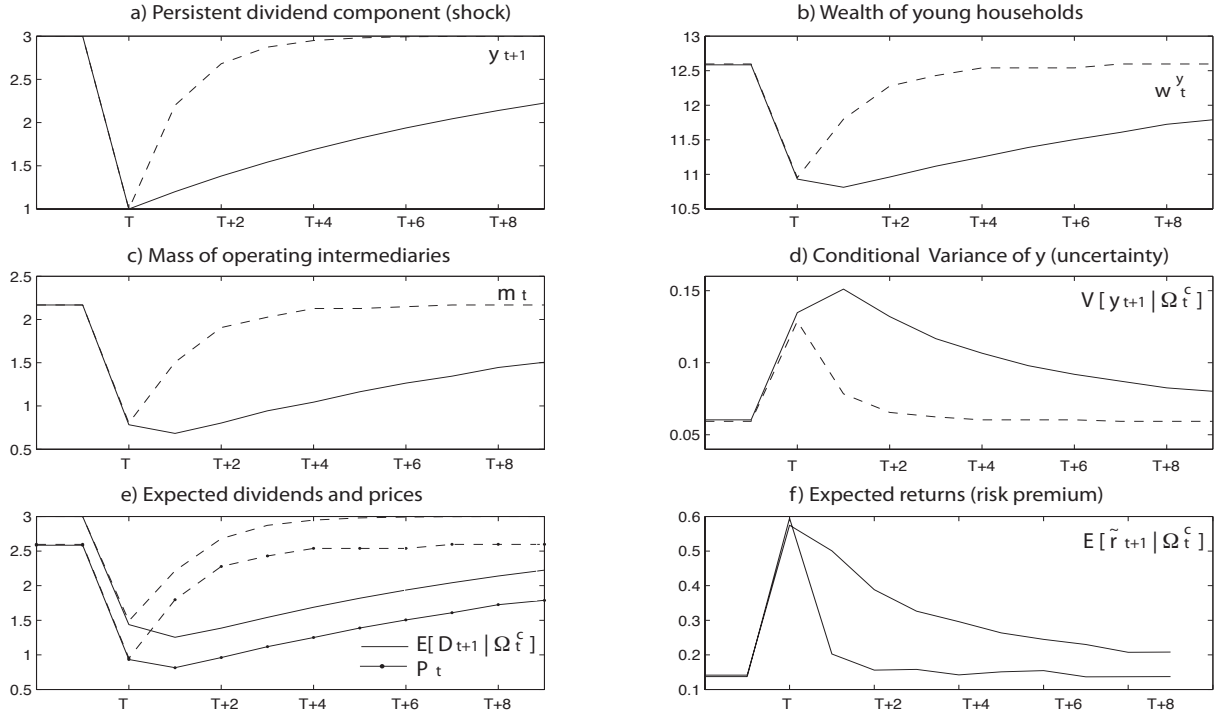 a) Persistent dividend component (shock)
3
2.5
2
1.5
1
y t+1
T
T+2
T+4
T+6
T+8
b) Wealth of young households
13
12.5
12
11.5
11
10.5
w y t
T
T+2
T+4
T+6
T+8
c) Mass of operating intermediaries
2.5
2
1.5
1
0.5
m t
T
T+2
T+4
T+6
T+8
d) Conditional Variance of y (uncertainty)
0.15
0.1
0.05
V [ y t+1 | Ω c t ]
T
T+2
T+4
T+6
T+8
e) Expected dividends and prices
3
2.5
2
1.5
1
0.5
E[ D t+1 | Ω c t ]
P t
T
T+2
T+4
T+6
T+8
f) Expected returns (risk premium)
0.6
0.5
0.4
0.3
0.2
0.1
E [ r̃ t+1 | Ω c t ]
T
T+2
T+4
T+6
T+8